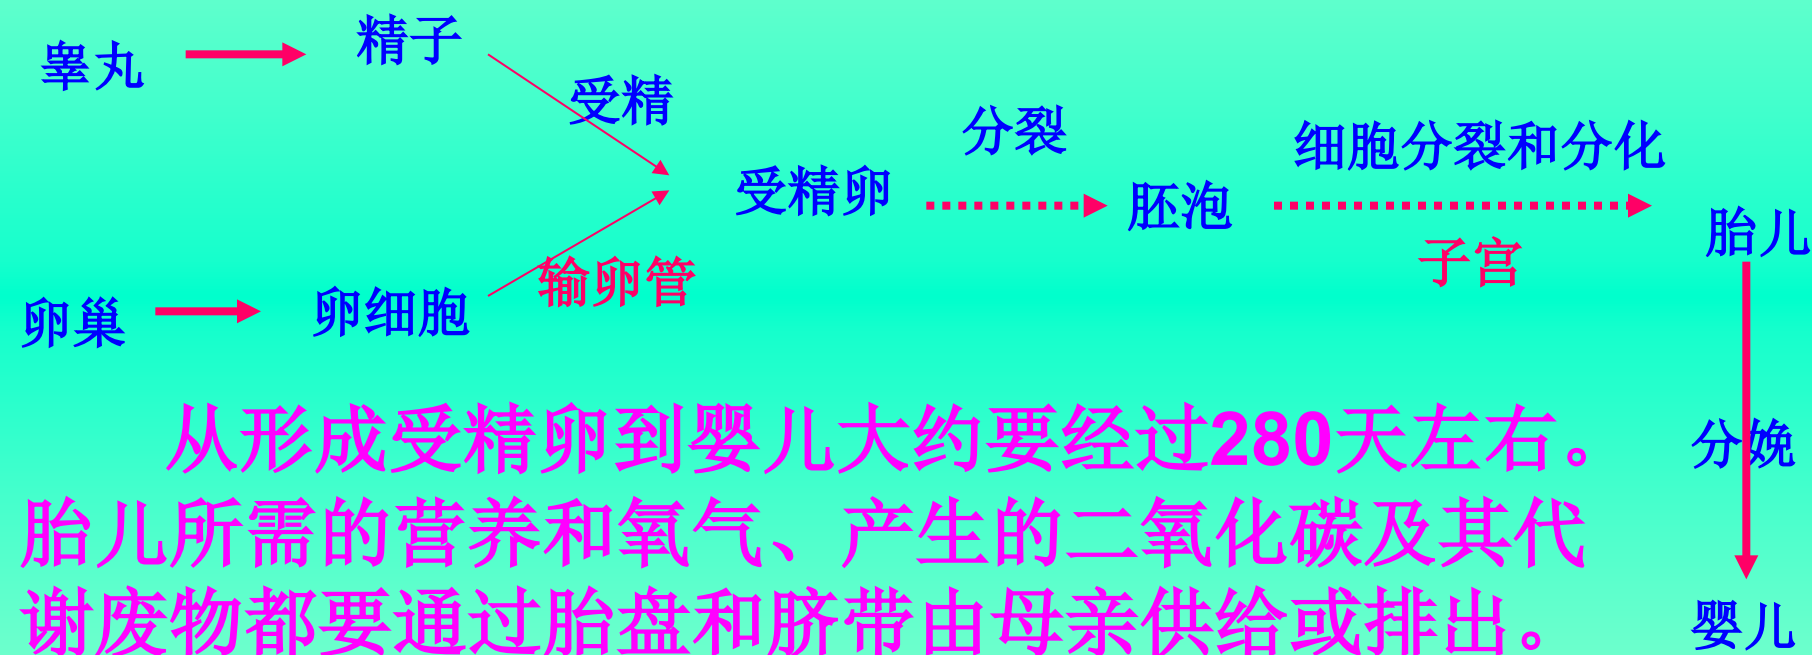 睾丸
精子
受精
分裂
细胞分裂和分化
受精卵
胚泡
胎儿
子宫
输卵管
卵巢
卵细胞
分娩
从形成受精卵到婴儿大约要经过280天左右。
胎儿所需的营养和氧气、产生的二氧化碳及其代
谢废物都要通过胎盘和脐带由母亲供给或排出。
婴儿